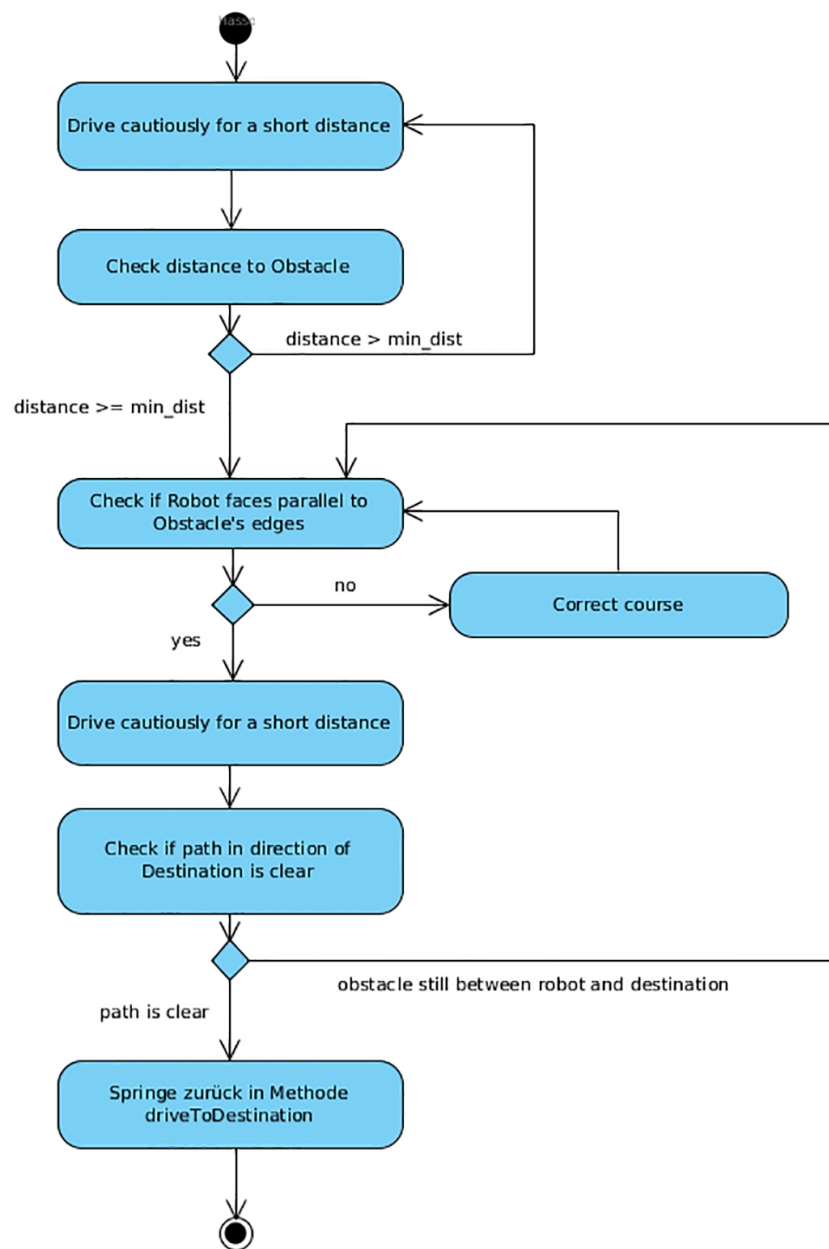 Drive cautiously for a short distance
Check distance to Obstacle
distance > min_dist
distance >= min_dist
Check if Robot faces parallel to
Obstacle's edges
no
Correct course
yes
Drive cautiously for a short distance
Check if path in direction of
Destination is clear
obstacle still between robot and destination
path is clear
Springe zurück in Methode
driveToDestination